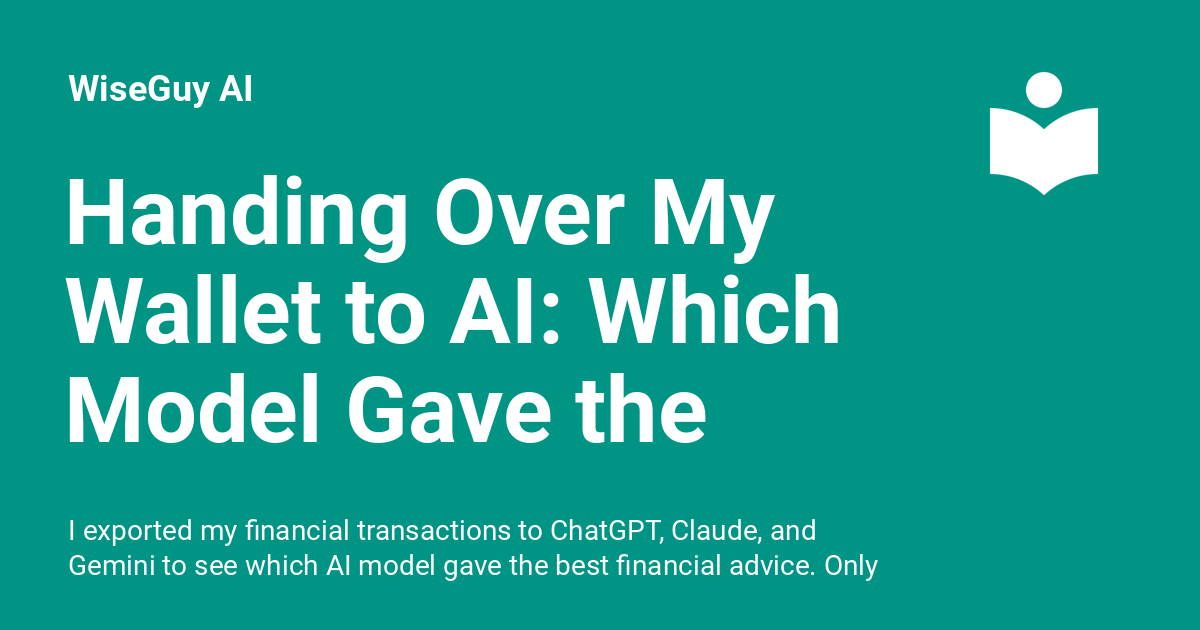 WiseGuy AI
Handing Over My
Wallet to AI: Which
Model Gave the
I exported my financial transactions to ChatGPT, Claude, and
Gemini to see which AI model gave the best financial advice. Only